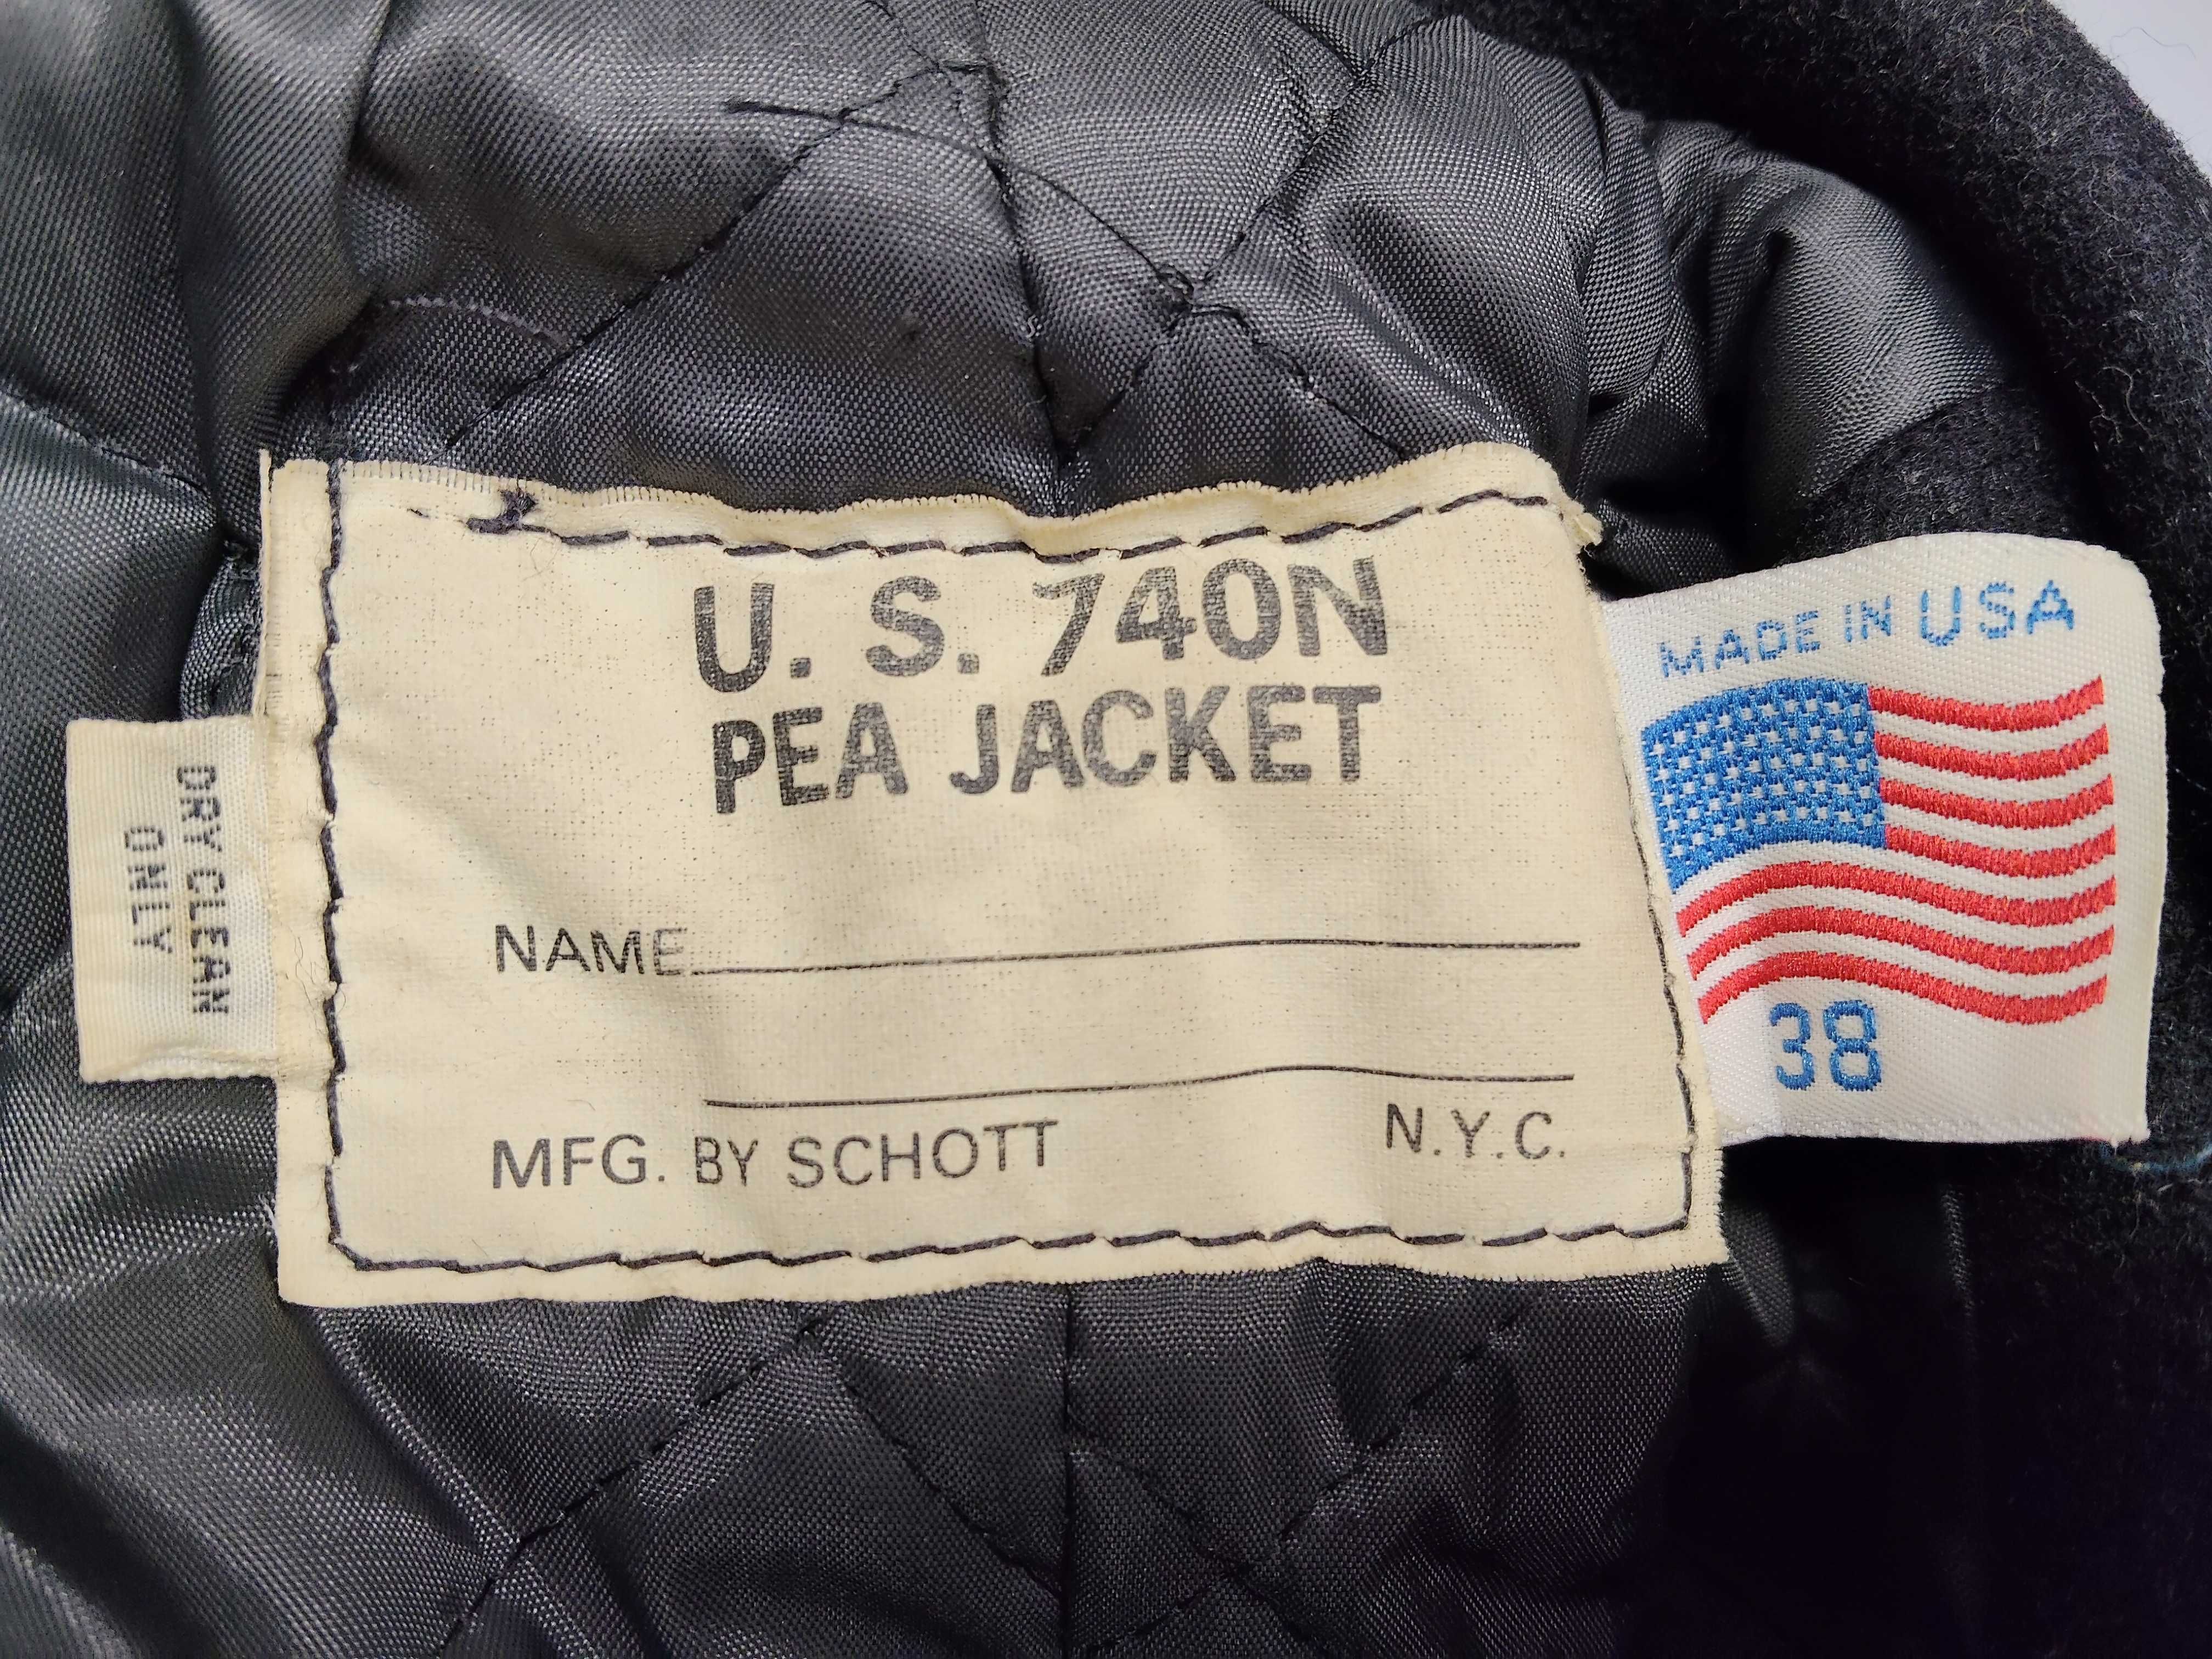 U. S. 740N
PEA JACKET
NAME
MFG. BY SCHOTT N.Y.C.
DRY CLEAN
ONLY
MADE IN USA
38